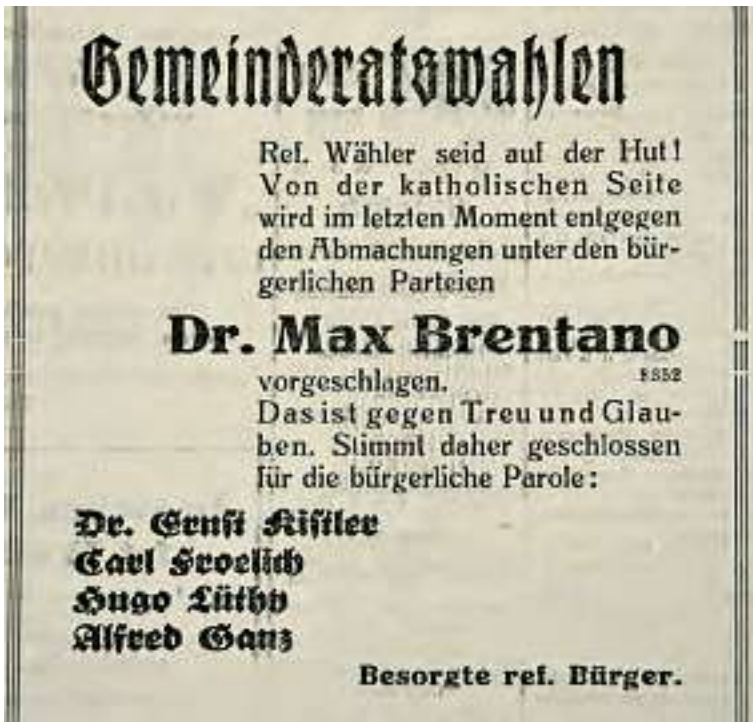 Gemeinderatswahlen
Ref. Wähler seid auf der Hut!
Von der katholischen Seite
wird im letzten Moment entgegen
den Abmachungen unter den bür-
gerlichen Parteien
Dr. Max Brentano
vorgeschlagen. 8352
Das ist gegen Treu und Glau-
ben. Stimmt daher geschlossen
für die bürgerliche Parole:
Dr. Ernst Kistler
Carl Froelich
Hugo Lüthy
Alfred Ganz
Besorgte ref. Bürger.